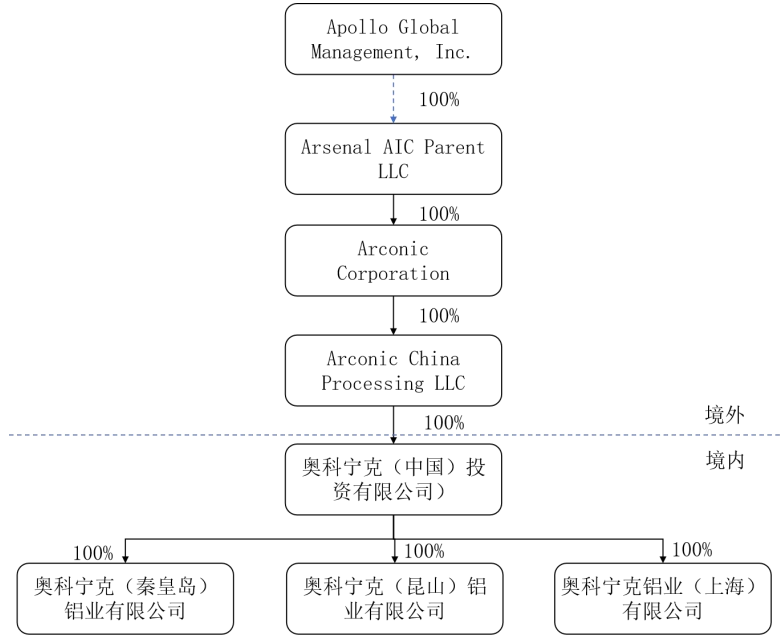 Apollo Global
Management, Inc.
100%
Arsenal AIC Parent
LLC
100%
Arconic
Corporation
100%
Arconic China
Processing LLC
100%
境外
境内
奥科宁克（中国）投
资有限公司）
100%
100%
100%
奥科宁克（秦皇岛）
铝业有限公司
奥科宁克（昆山）铝
业有限公司
奥科宁克铝业（上海）
有限公司